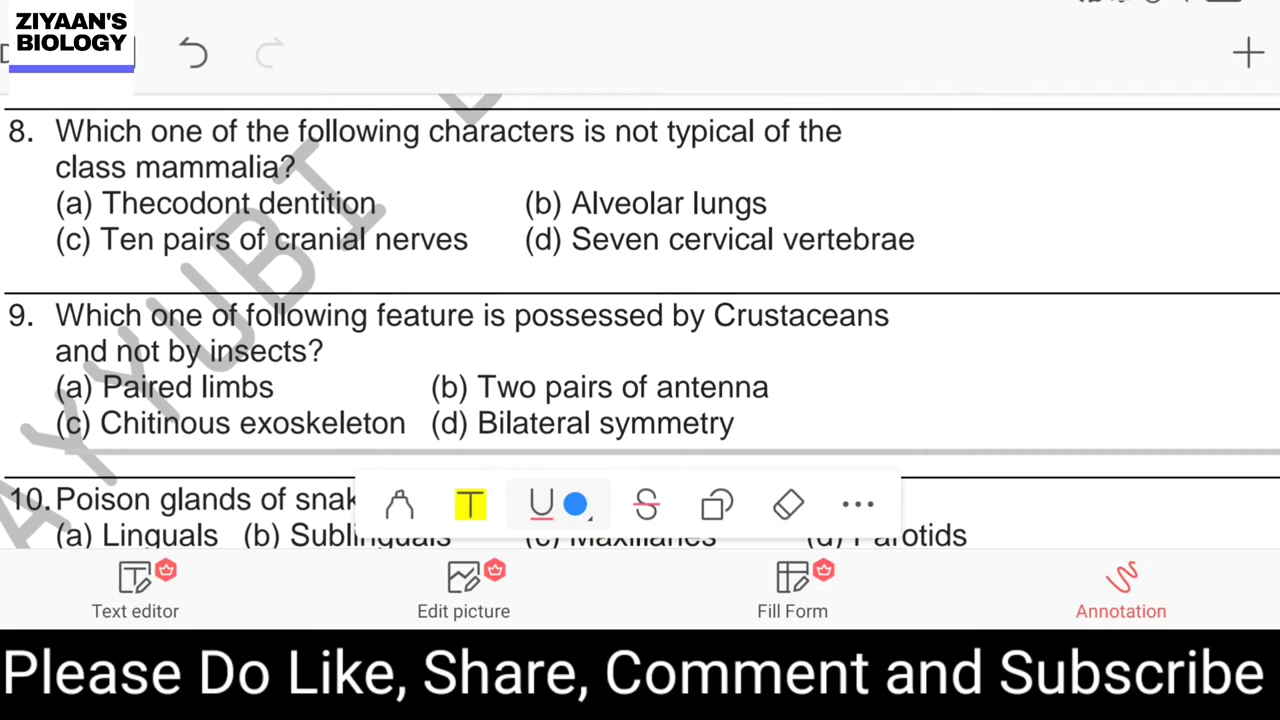 ZIYAAN'S
BIOLOGY
8. Which one of the following characters is not typical of the
class mammalia?
(a) Thecodont dentition (b) Alveolar lungs
(c) Ten pairs of cranial nerves (d) Seven cervical vertebrae
9. Which one of following feature is possessed by Crustaceans
and not by insects?
(a) Paired limbs (b) Two pairs of antenna
(c) Chitinous exoskeleton (d) Bilateral symmetry
10. Poison glands of
(a) Linguals (b) Sublinguals (c) Maxillaries (d) Parotids
AYYUBI
T U S
Text editor Edit picture Fill Form Annotation
Please Do Like, Share, Comment and Subscribe